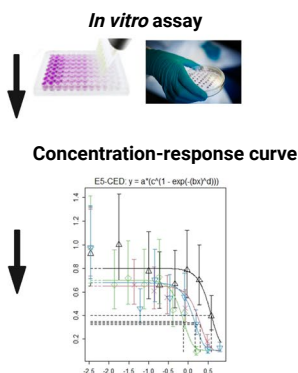 In vitro assay
Concentration-response curve
E5-CED: y = a*(c^(1 - exp(-(bx)^d)))
1.4
1.2
1.0
0.8
0.6
0.4
0.2
-2.5 -2.0 -1.5 -1.0 -0.5 0.0 0.5